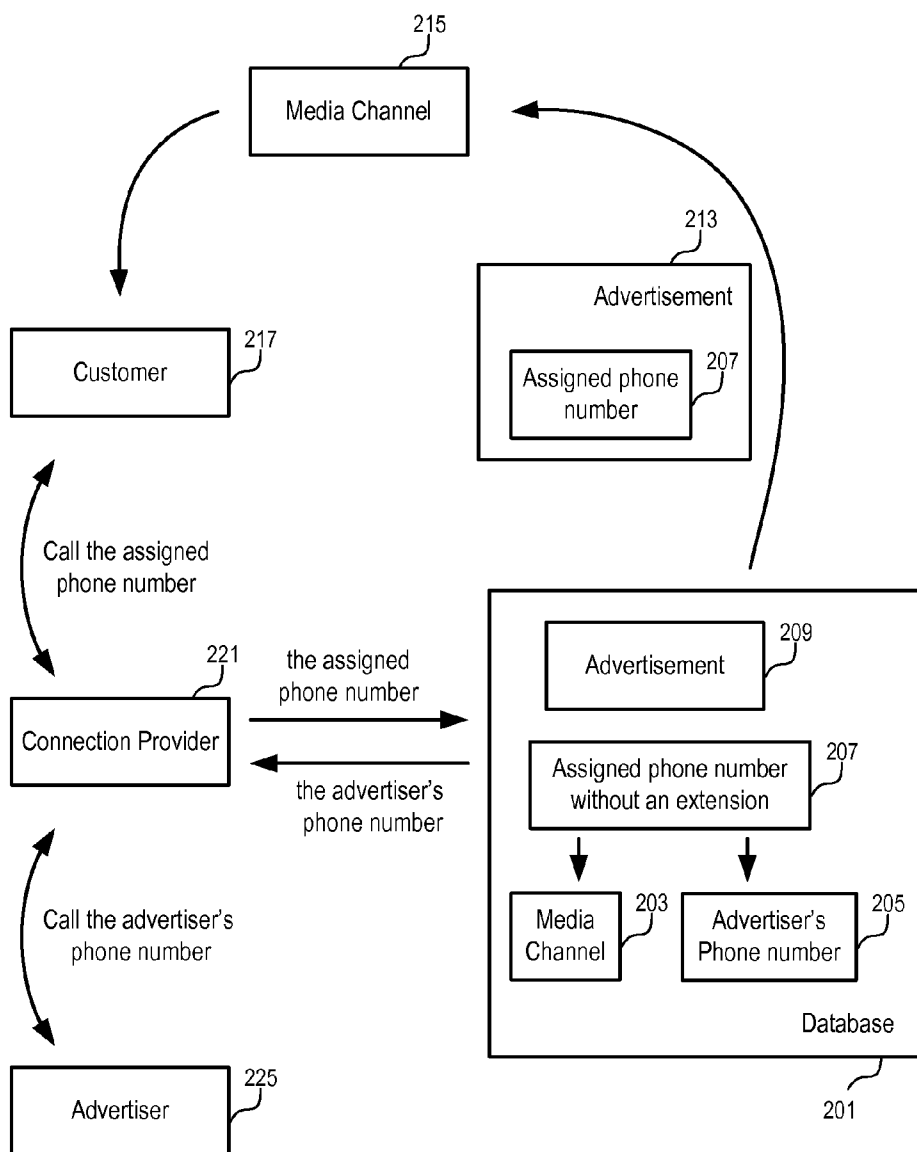 215
Media Channel
213
Advertisement
207
Assigned phone
number
217
Customer
Call the assigned
phone number
221
Connection Provider
the assigned
phone number
the advertiser's
phone number
209
Advertisement
207
Assigned phone number
without an extension
203
Media
Channel
205
Advertiser's
Phone number
Database
201
Call the advertiser's
phone number
225
Advertiser